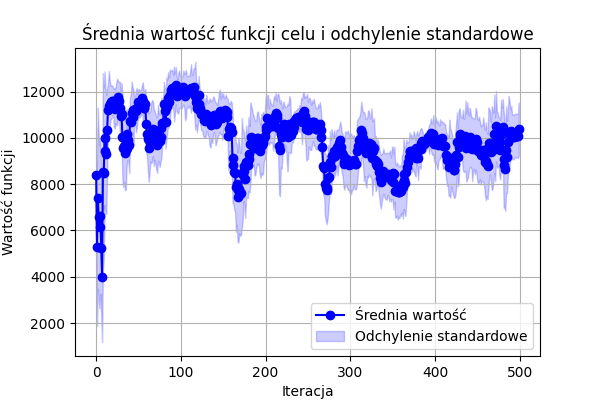 Średnia wartość funkcji celu i odchylenie standardowe
Wartość funkcji
12000
10000
8000
6000
4000
2000
0
100
200
300
400
500
Iteracja
Średnia wartość
Odchylenie standardowe